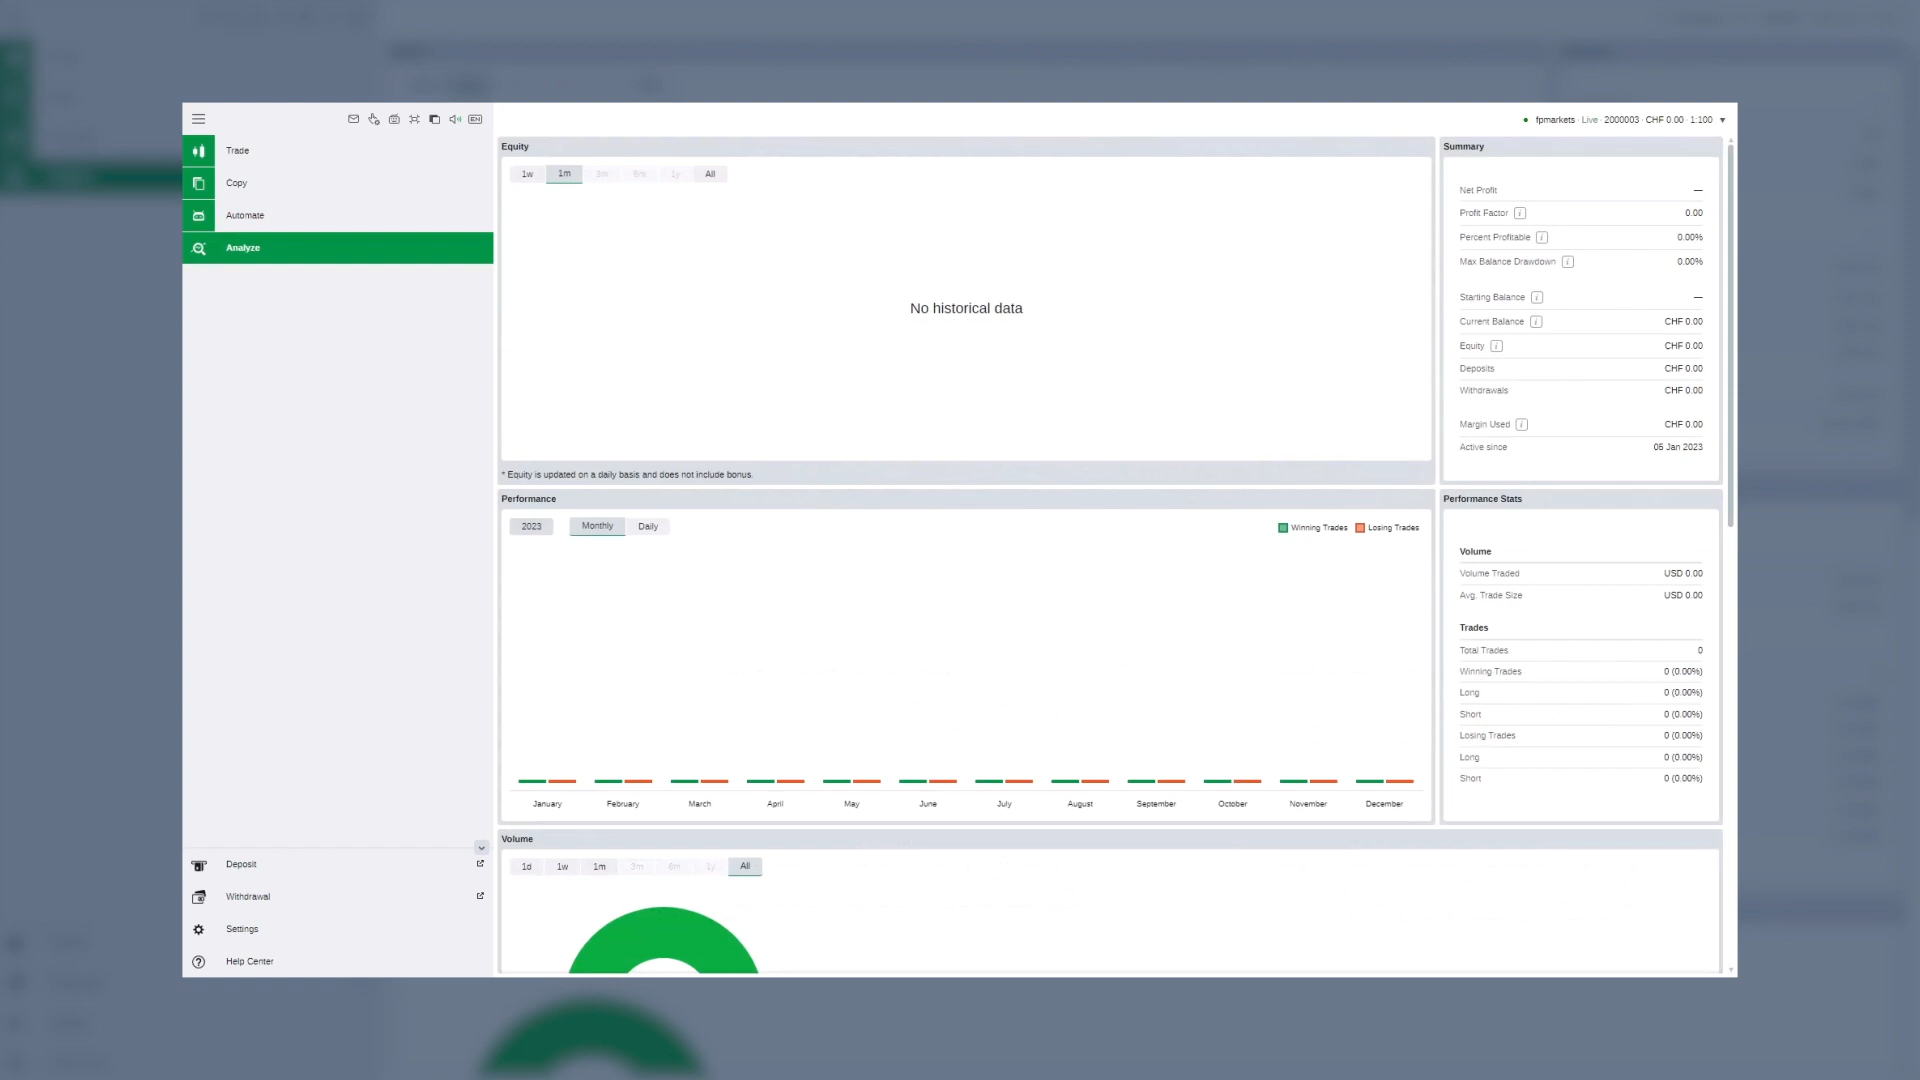 EN
fpmarkets · Live · 2000003 · CHF 0.00 · 1:100
Trade
Copy
Automate
Analyze
Deposit
Withdrawal
Settings
Help Center
Equity
1w 1m 3m 6m 1y All
No historical data
* Equity is updated on a daily basis and does not include bonus.
Summary
Net Profit —
Profit Factor i 0.00
Percent Profitable i 0.00%
Max Balance Drawdown i 0.00%
Starting Balance i —
Current Balance i CHF 0.00
Equity i CHF 0.00
Deposits CHF 0.00
Withdrawals CHF 0.00
Margin Used i CHF 0.00
Active since 05 Jan 2023
Performance
2023 Monthly Daily
Winning Trades Losing Trades
January February March April May June July August September October November December
Performance Stats
Volume
Volume Traded USD 0.00
Avg. Trade Size USD 0.00
Trades
Total Trades 0
Winning Trades 0 (0.00%)
Long 0 (0.00%)
Short 0 (0.00%)
Losing Trades 0 (0.00%)
Long 0 (0.00%)
Short 0 (0.00%)
Volume
1d 1w 1m 3m 6m 1y All